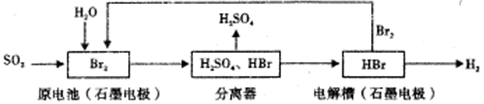 H₂O
H₂SO₄
Br₂
SO₂
Br₂
H₂SO₄、HBr
HBr
H₂
原电池（石墨电极）
分离器
电解槽（石墨电极）